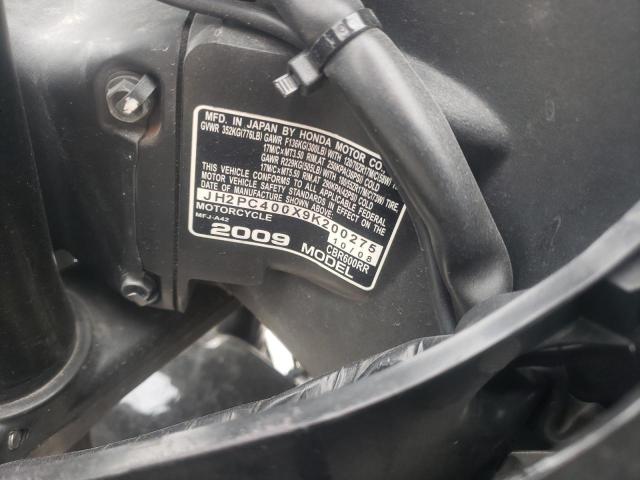 MFD. IN JAPAN BY HONDA MOTOR CO.,
GVWR 352KG(776LB) GAWR F136KG(300LB) WITH 120/70ZR17M/C(58W) TIRE
17M/C×MT3.50 RIM,AT 250KPA(36PSI) COLD
GAWR R229KG(505LB) WITH 180/55ZR17M/C(73W) TIRE
17M/C×MT5.50 RIM,AT 290KPA(42PSI) COLD
THIS VEHICLE CONFORMS TO ALL APPLICABLE FEDERAL
MOTOR VEHICLE SAFETY STANDARDS IN EFFECT ON THE
DATE OF MANUFACTURE SHOWN ABOVE.
JH2PC400X9K200275
MOTORCYCLE 10/08
MFJ-A42 CBR600RR
2009 MODEL